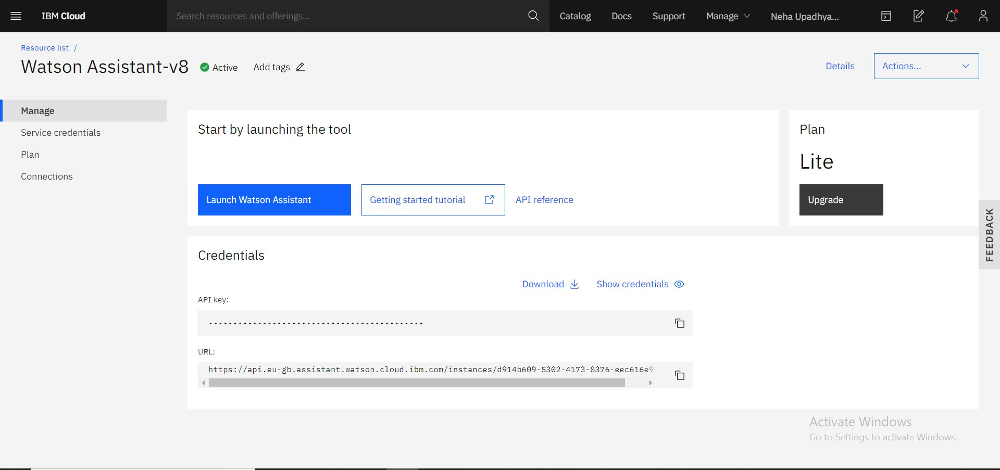 IBM Cloud
Search resources and offerings...
Catalog
Docs
Support
Manage
Neha Upadhya...
Resource list /
Watson Assistant-v8
Active
Add tags
Details
Actions...
Manage
Service credentials
Plan
Connections
Start by launching the tool
Launch Watson Assistant
Getting started tutorial
API reference
Plan
Lite
Upgrade
FEEDBACK
Credentials
Download
Show credentials
API key:
•••••••••••••••••••••••••••••••••••••••••••
URL:
https://api.eu-gb.assistant.watson.cloud.ibm.com/instances/d914b609-5302-4173-8376-eec616e9
Activate Windows
Go to Settings to activate Windows.